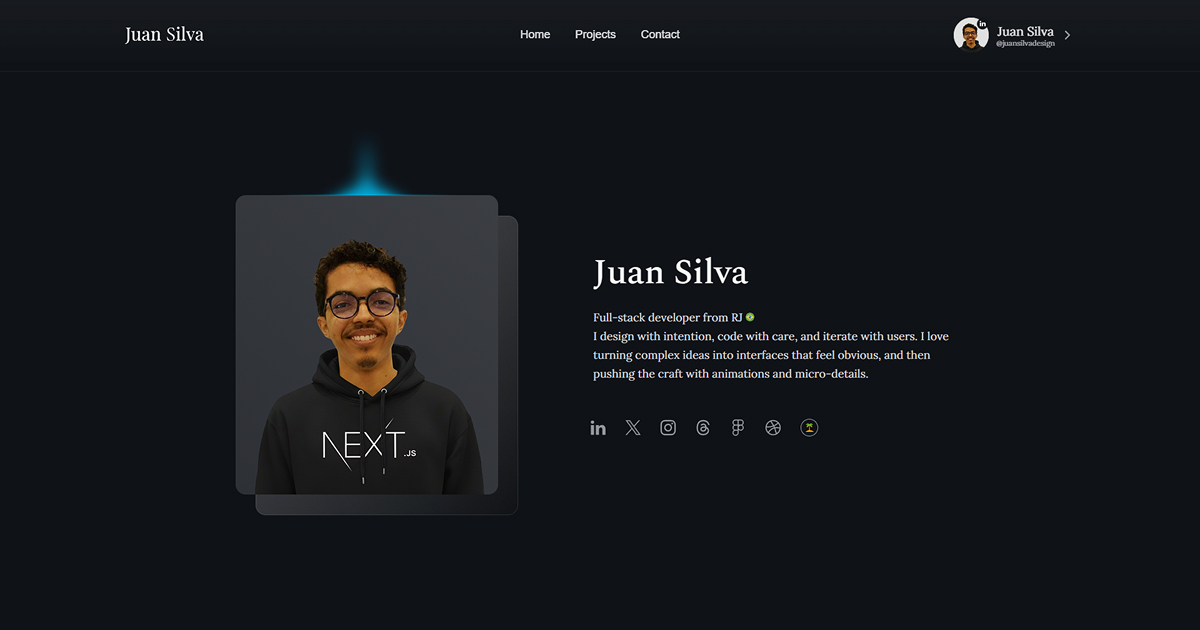 Juan Silva
Home
Projects
Contact
in
Juan Silva
@juansilvadesign
NEXT.JS
Juan Silva
Full-stack developer from RJ
I design with intention, code with care, and iterate with users. I love
turning complex ideas into interfaces that feel obvious, and then
pushing the craft with animations and micro-details.
in